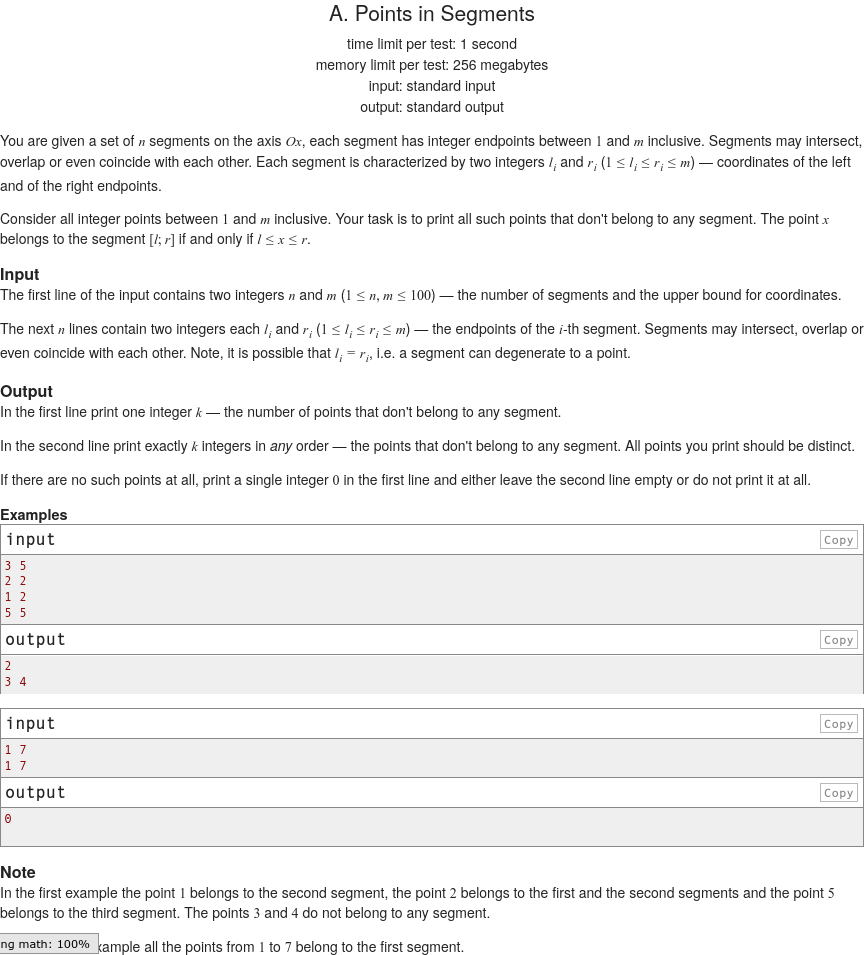 A. Points in Segments
time limit per test: 1 second
memory limit per test: 256 megabytes
input: standard input
output: standard output
You are given a set of n segments on the axis Ox, each segment has integer endpoints between 1 and m inclusive. Segments may intersect,
overlap or even coincide with each other. Each segment is characterized by two integers l_i and r_i (1 ≤ l_i ≤ r_i ≤ m) — coordinates of the left
and of the right endpoints.
Consider all integer points between 1 and m inclusive. Your task is to print all such points that don't belong to any segment. The point x
belongs to the segment [l; r] if and only if l ≤ x ≤ r.
Input
The first line of the input contains two integers n and m (1 ≤ n, m ≤ 100) — the number of segments and the upper bound for coordinates.
The next n lines contain two integers each l_i and r_i (1 ≤ l_i ≤ r_i ≤ m) — the endpoints of the i-th segment. Segments may intersect, overlap or
even coincide with each other. Note, it is possible that l_i = r_i, i.e. a segment can degenerate to a point.
Output
In the first line print one integer k — the number of points that don't belong to any segment.
In the second line print exactly k integers in any order — the points that don't belong to any segment. All points you print should be distinct.
If there are no such points at all, print a single integer 0 in the first line and either leave the second line empty or do not print it at all.
Examples
input Copy
3 5
2 2
1 2
5 5
output Copy
2
3 4
input Copy
1 7
1 7
output Copy
0
Note
In the first example the point 1 belongs to the second segment, the point 2 belongs to the first and the second segments and the point 5
belongs to the third segment. The points 3 and 4 do not belong to any segment.
ng math: 100% xample all the points from 1 to 7 belong to the first segment.